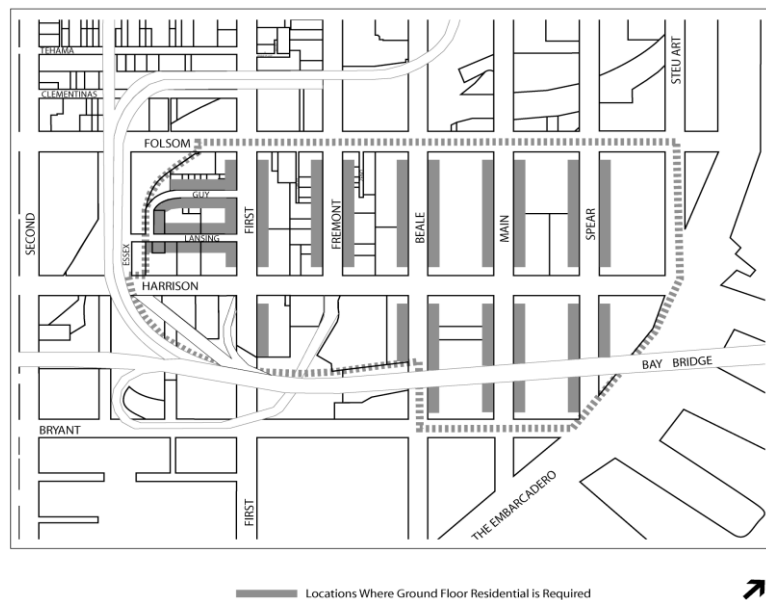 TEHAMA
CLEMENTINAS
STEU ART
FOLSOM
GUY
SECOND
FIRST
FREMONT
BEALE
MAIN
SPEAR
LANSING
ESSEX
HARRISON
BAY BRIDGE
BRYANT
FIRST
THE EMBARCADERO
Locations Where Ground Floor Residential is Required